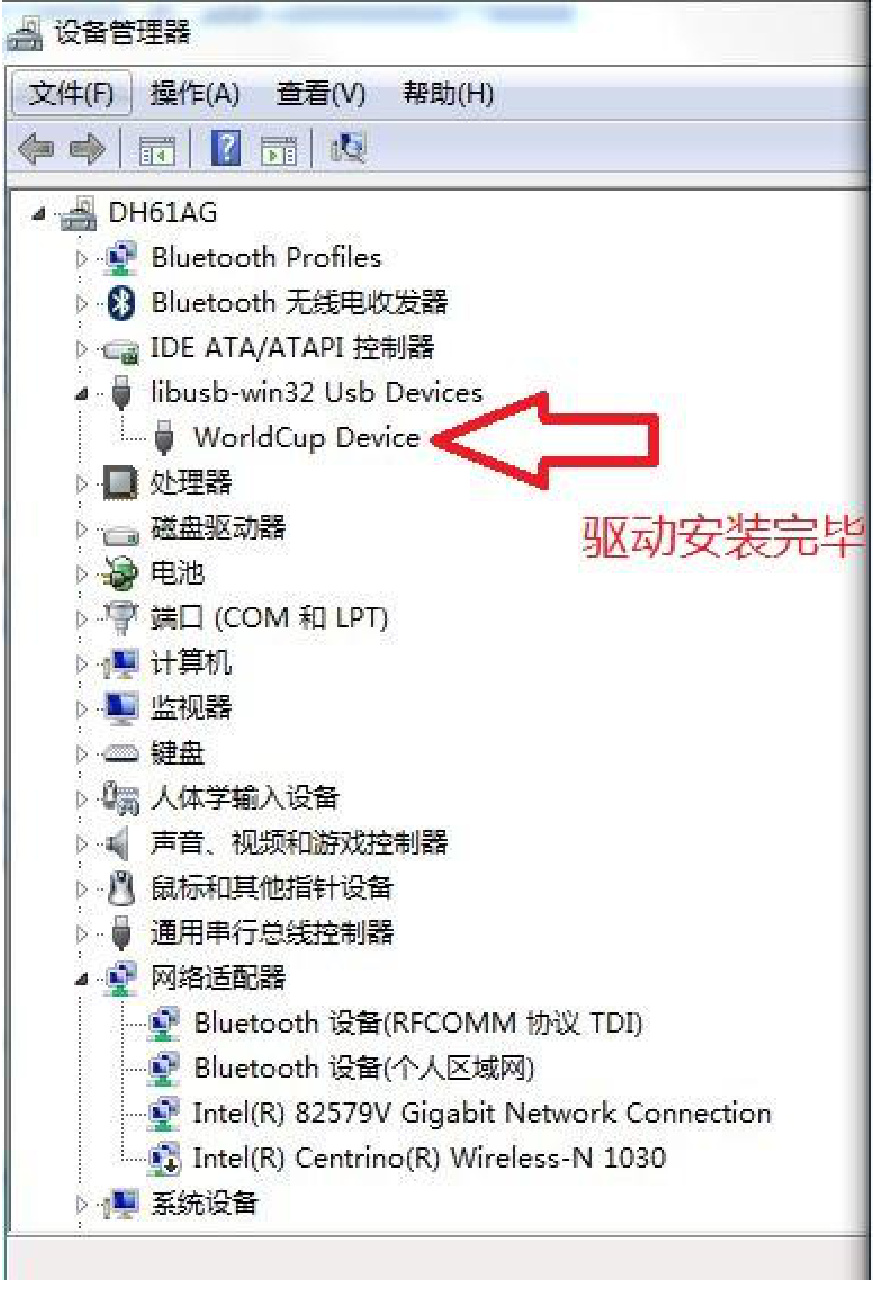 设备管理器
文件(F) 操作(A) 查看(V) 帮助(H)
DH61AG
Bluetooth Profiles
Bluetooth 无线电收发器
IDE ATA/ATAPI 控制器
libusb-win32 Usb Devices
WorldCup Device
处理器
磁盘驱动器
驱动安装完毕
电池
端口 (COM 和 LPT)
计算机
监视器
键盘
人体学输入设备
声音、视频和游戏控制器
鼠标和其他指针设备
通用串行总线控制器
网络适配器
Bluetooth 设备(RFCOMM 协议 TDI)
Bluetooth 设备(个人区域网)
Intel(R) 82579V Gigabit Network Connection
Intel(R) Centrino(R) Wireless-N 1030
系统设备